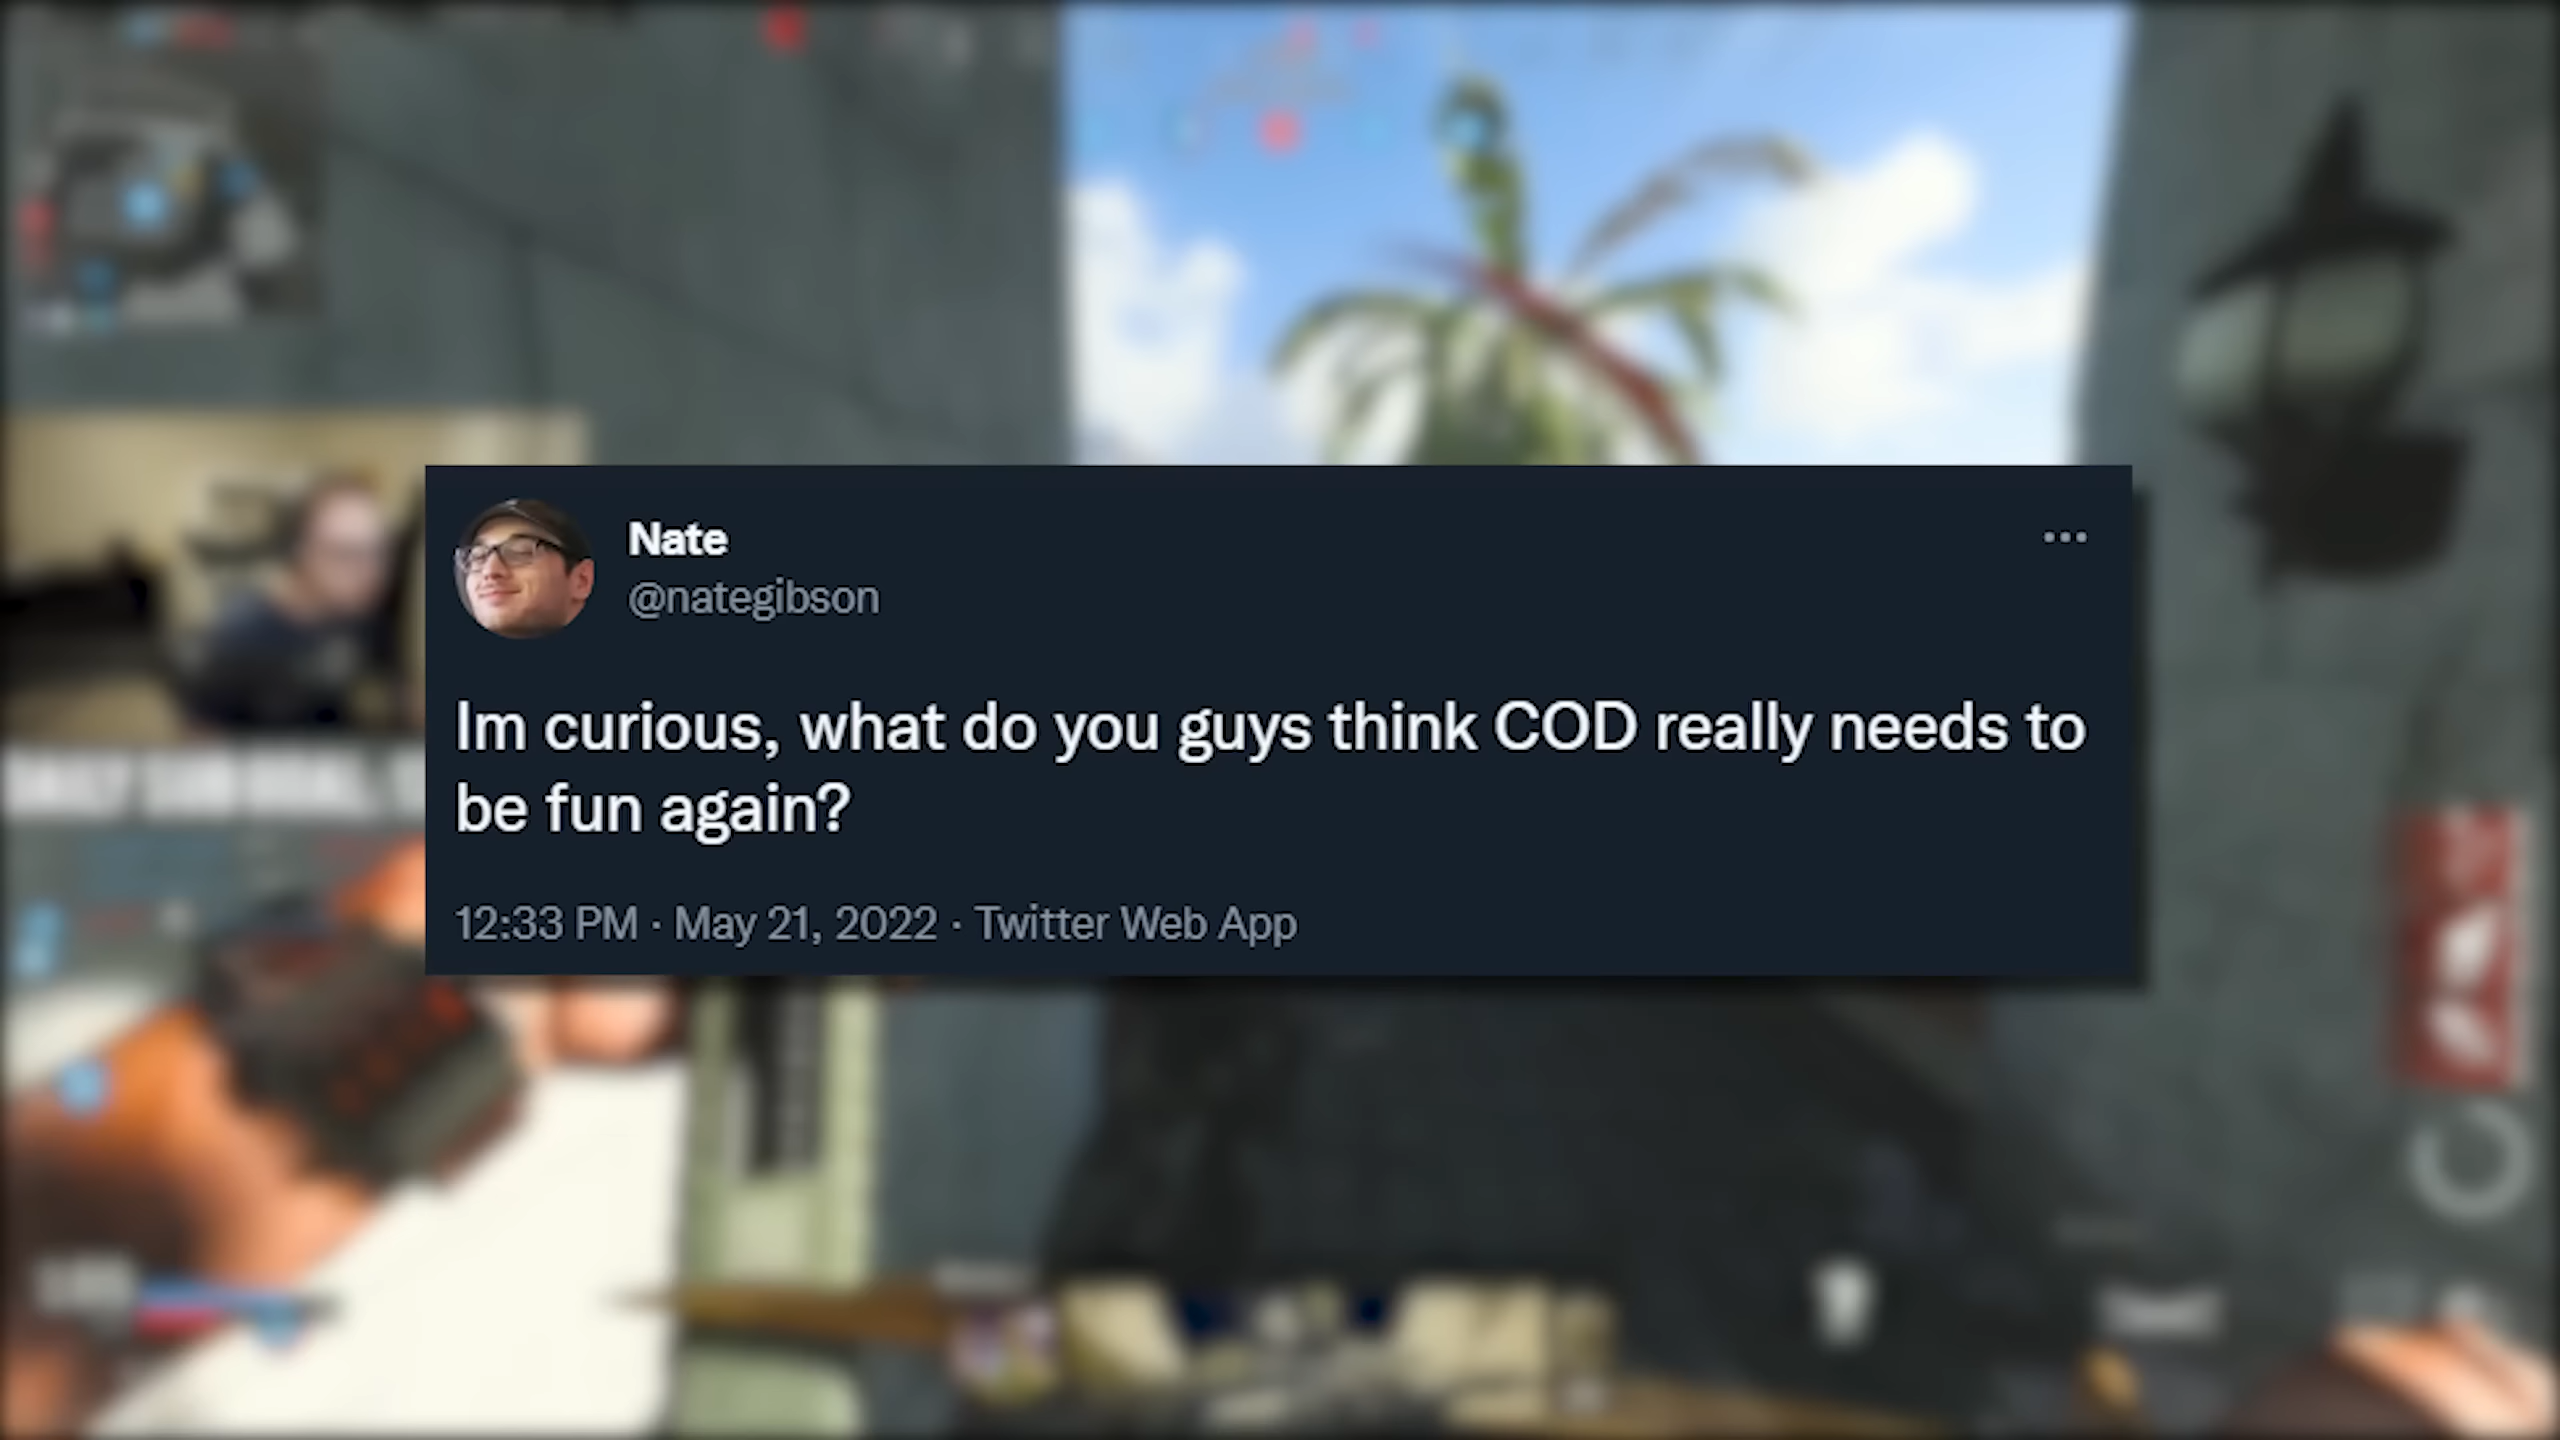 Nate
@nategibson
Im curious, what do you guys think COD really needs to
be fun again?
12:33 PM · May 21, 2022 · Twitter Web App